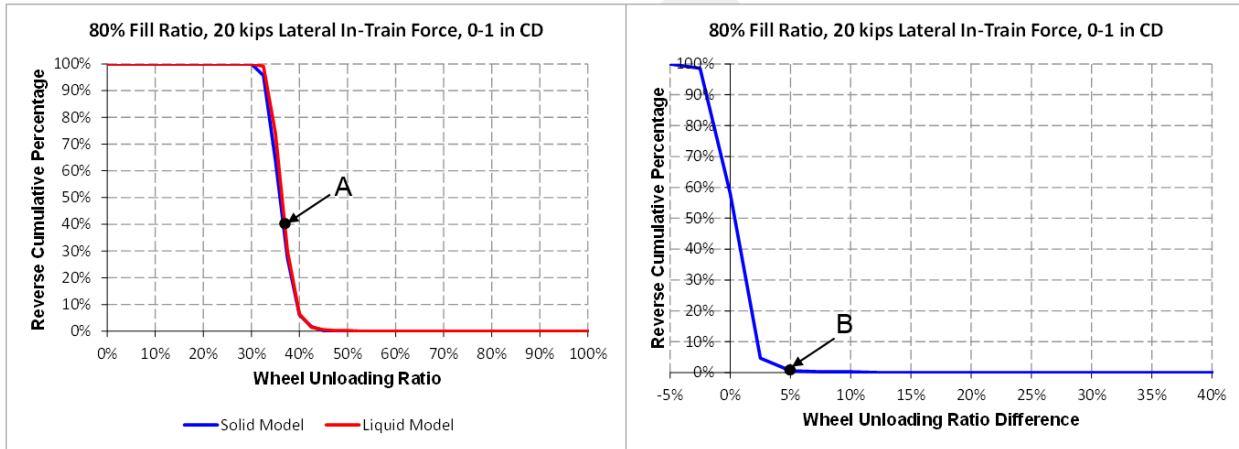 80% Fill Ratio, 20 kips Lateral In-Train Force, 0-1 in CD
Reverse Cumulative Percentage
100%
90%
80%
70%
60%
50%
40%
30%
20%
10%
0%
A
0% 10% 20% 30% 40% 50% 60% 70% 80% 90% 100%
Wheel Unloading Ratio
Solid Model Liquid Model
80% Fill Ratio, 20 kips Lateral In-Train Force, 0-1 in CD
Reverse Cumulative Percentage
100%
90%
80%
70%
60%
50%
40%
30%
20%
10%
0%
B
-5% 0% 5% 10% 15% 20% 25% 30% 35% 40%
Wheel Unloading Ratio Difference